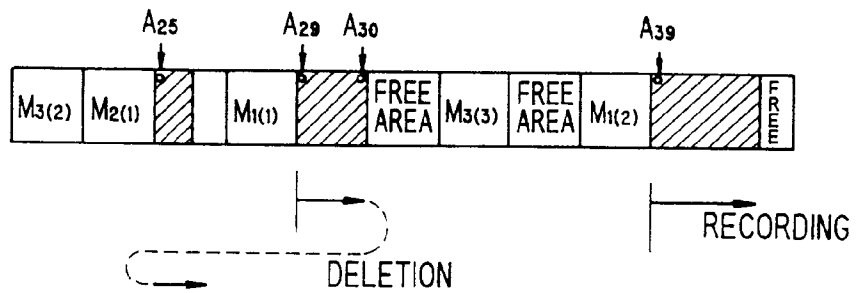 A25 A29 A30 A39
M3(2) M2(1) M1(1) FREE AREA M3(3) FREE AREA M1(2) FREE
RECORDING
DELETION